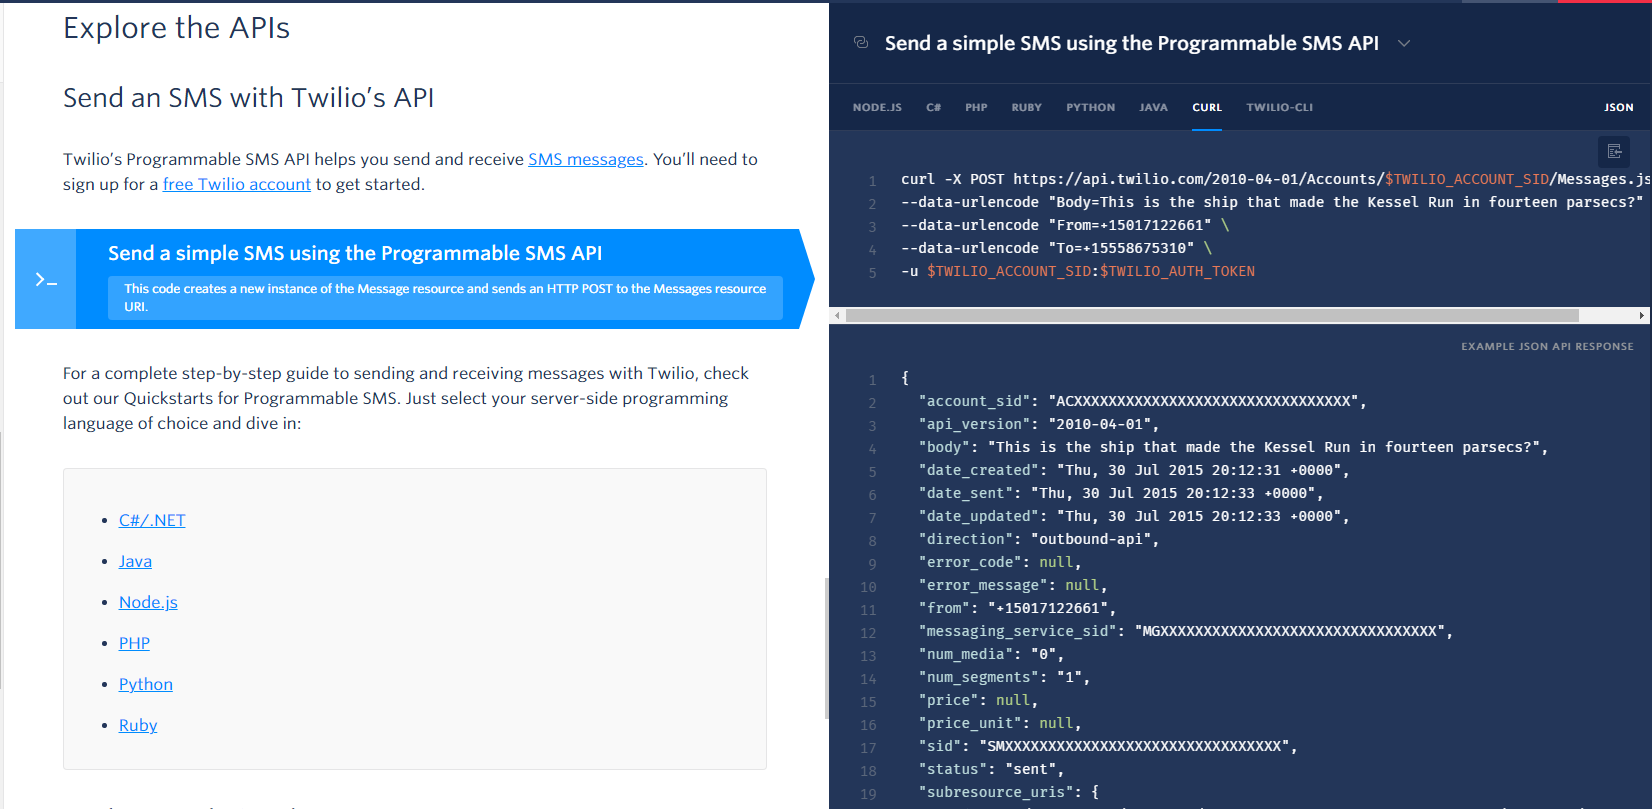 Explore the APIs
Send an SMS with Twilio’s API
Twilio’s Programmable SMS API helps you send and receive SMS messages. You’ll need to
sign up for a free Twilio account to get started.
>_
Send a simple SMS using the Programmable SMS API
This code creates a new instance of the Message resource and sends an HTTP POST to the Messages resource
URI.
For a complete step-by-step guide to sending and receiving messages with Twilio, check
out our Quickstarts for Programmable SMS. Just select your server-side programming
language of choice and dive in:
• C#/.NET
• Java
• Node.js
• PHP
• Python
• Ruby
Send a simple SMS using the Programmable SMS API
NODE.JS C# PHP RUBY PYTHON JAVA CURL TWILIO-CLI JSON
1 curl -X POST https://api.twilio.com/2010-04-01/Accounts/$TWILIO_ACCOUNT_SID/Messages.js
2 --data-urlencode "Body=This is the ship that made the Kessel Run in fourteen parsecs?"
3 --data-urlencode "From=+15017122661" \
4 --data-urlencode "To=+15558675310" \
5 -u $TWILIO_ACCOUNT_SID:$TWILIO_AUTH_TOKEN
EXAMPLE JSON API RESPONSE
1 {
2 "account_sid": "ACXXXXXXXXXXXXXXXXXXXXXXXXXXXXXXXX",
3 "api_version": "2010-04-01",
4 "body": "This is the ship that made the Kessel Run in fourteen parsecs?",
5 "date_created": "Thu, 30 Jul 2015 20:12:31 +0000",
6 "date_sent": "Thu, 30 Jul 2015 20:12:33 +0000",
7 "date_updated": "Thu, 30 Jul 2015 20:12:33 +0000",
8 "direction": "outbound-api",
9 "error_code": null,
10 "error_message": null,
11 "from": "+15017122661",
12 "messaging_service_sid": "MGXXXXXXXXXXXXXXXXXXXXXXXXXXXXXXXX",
13 "num_media": "0",
14 "num_segments": "1",
15 "price": null,
16 "price_unit": null,
17 "sid": "SMXXXXXXXXXXXXXXXXXXXXXXXXXXXXXXXX",
18 "status": "sent",
19 "subresource_uris": {